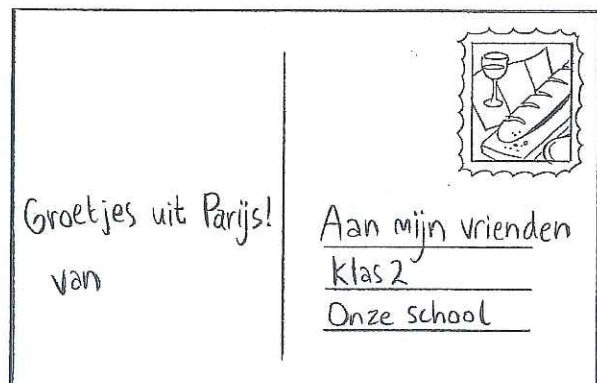 Groetjes uit Parijs!
van
Aan mijn vrienden
Klas 2
Onze school